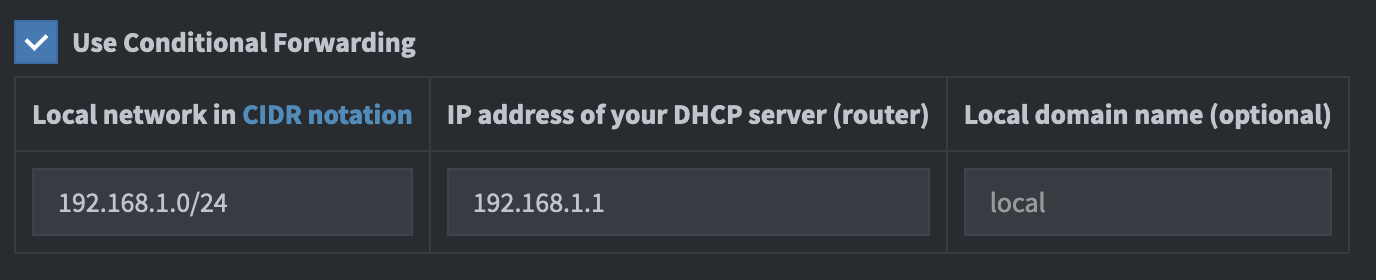 Use Conditional Forwarding
Local network in CIDR notation IP address of your DHCP server (router) Local domain name (optional)
192.168.1.0/24 192.168.1.1 local